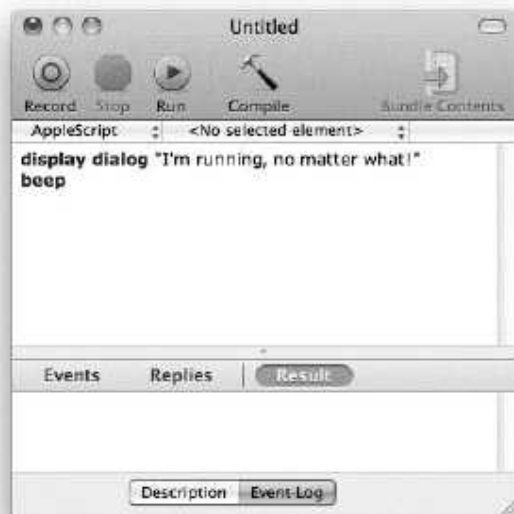 Untitled
Record Stop Run Compile Bundle Contents
AppleScript <No selected element>
display dialog "I'm running, no matter what!"
beep
Events Replies Result
Description Event Log